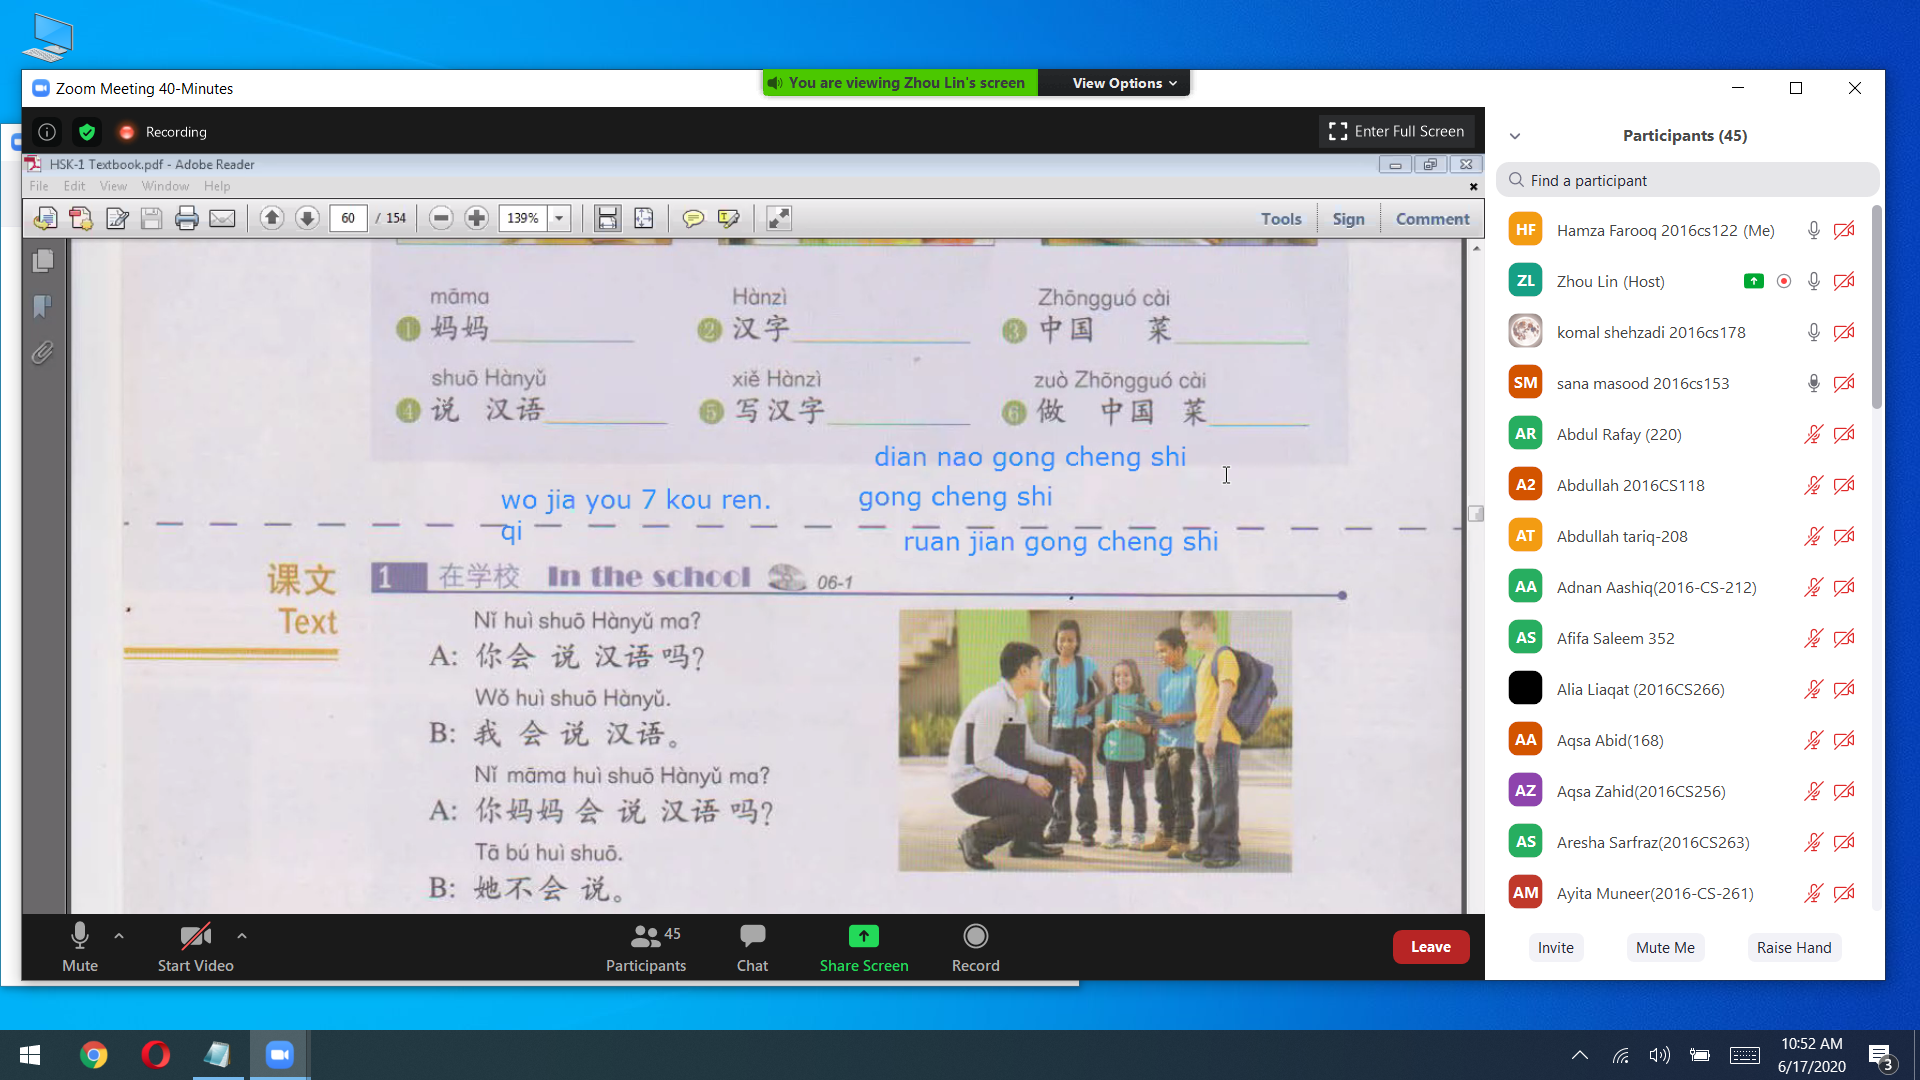 You are viewing Zhou Lin's screen
View Options
Zoom Meeting 40-Minutes
Recording
Enter Full Screen
HSK-1 Textbook.pdf - Adobe Reader
File Edit View Window Help
60 / 154 139% Tools Sign Comment
māma Hànzì Zhōngguó cài
1 妈妈 2 汉字 3 中国 菜
shuō Hànyǔ xiě Hànzì zuò Zhōngguó cài
4 说 汉语 5 写汉字 6 做 中国 菜
dian nao gong cheng shi
wo jia you 7 kou ren.
gong cheng shi
qi
ruan jian gong cheng shi
课文
Text
1 在学校 In the school 06-1
Nǐ huì shuō Hànyǔ ma?
A: 你会 说 汉语 吗?
Wǒ huì shuō Hànyǔ.
B: 我 会 说 汉语。
Nǐ māma huì shuō Hànyǔ ma?
A: 你妈妈 会 说 汉语 吗?
Tā bú huì shuō.
B: 她不会 说。
Participants (45)
Find a participant
HF Hamza Farooq 2016cs122 (Me)
ZL Zhou Lin (Host)
komal shehzadi 2016cs178
SM sana masood 2016cs153
AR Abdul Rafay (220)
A2 Abdullah 2016CS118
AT Abdullah tariq-208
AA Adnan Aashiq(2016-CS-212)
AS Afifa Saleem 352
Alia Liaqat (2016CS266)
AA Aqsa Abid(168)
AZ Aqsa Zahid(2016CS256)
AS Aresha Sarfraz(2016CS263)
AM Ayita Muneer(2016-CS-261)
Invite Mute Me Raise Hand
Mute
Start Video
45
Participants
Chat
Share Screen
Record
Leave
10:52 AM
6/17/2020
3